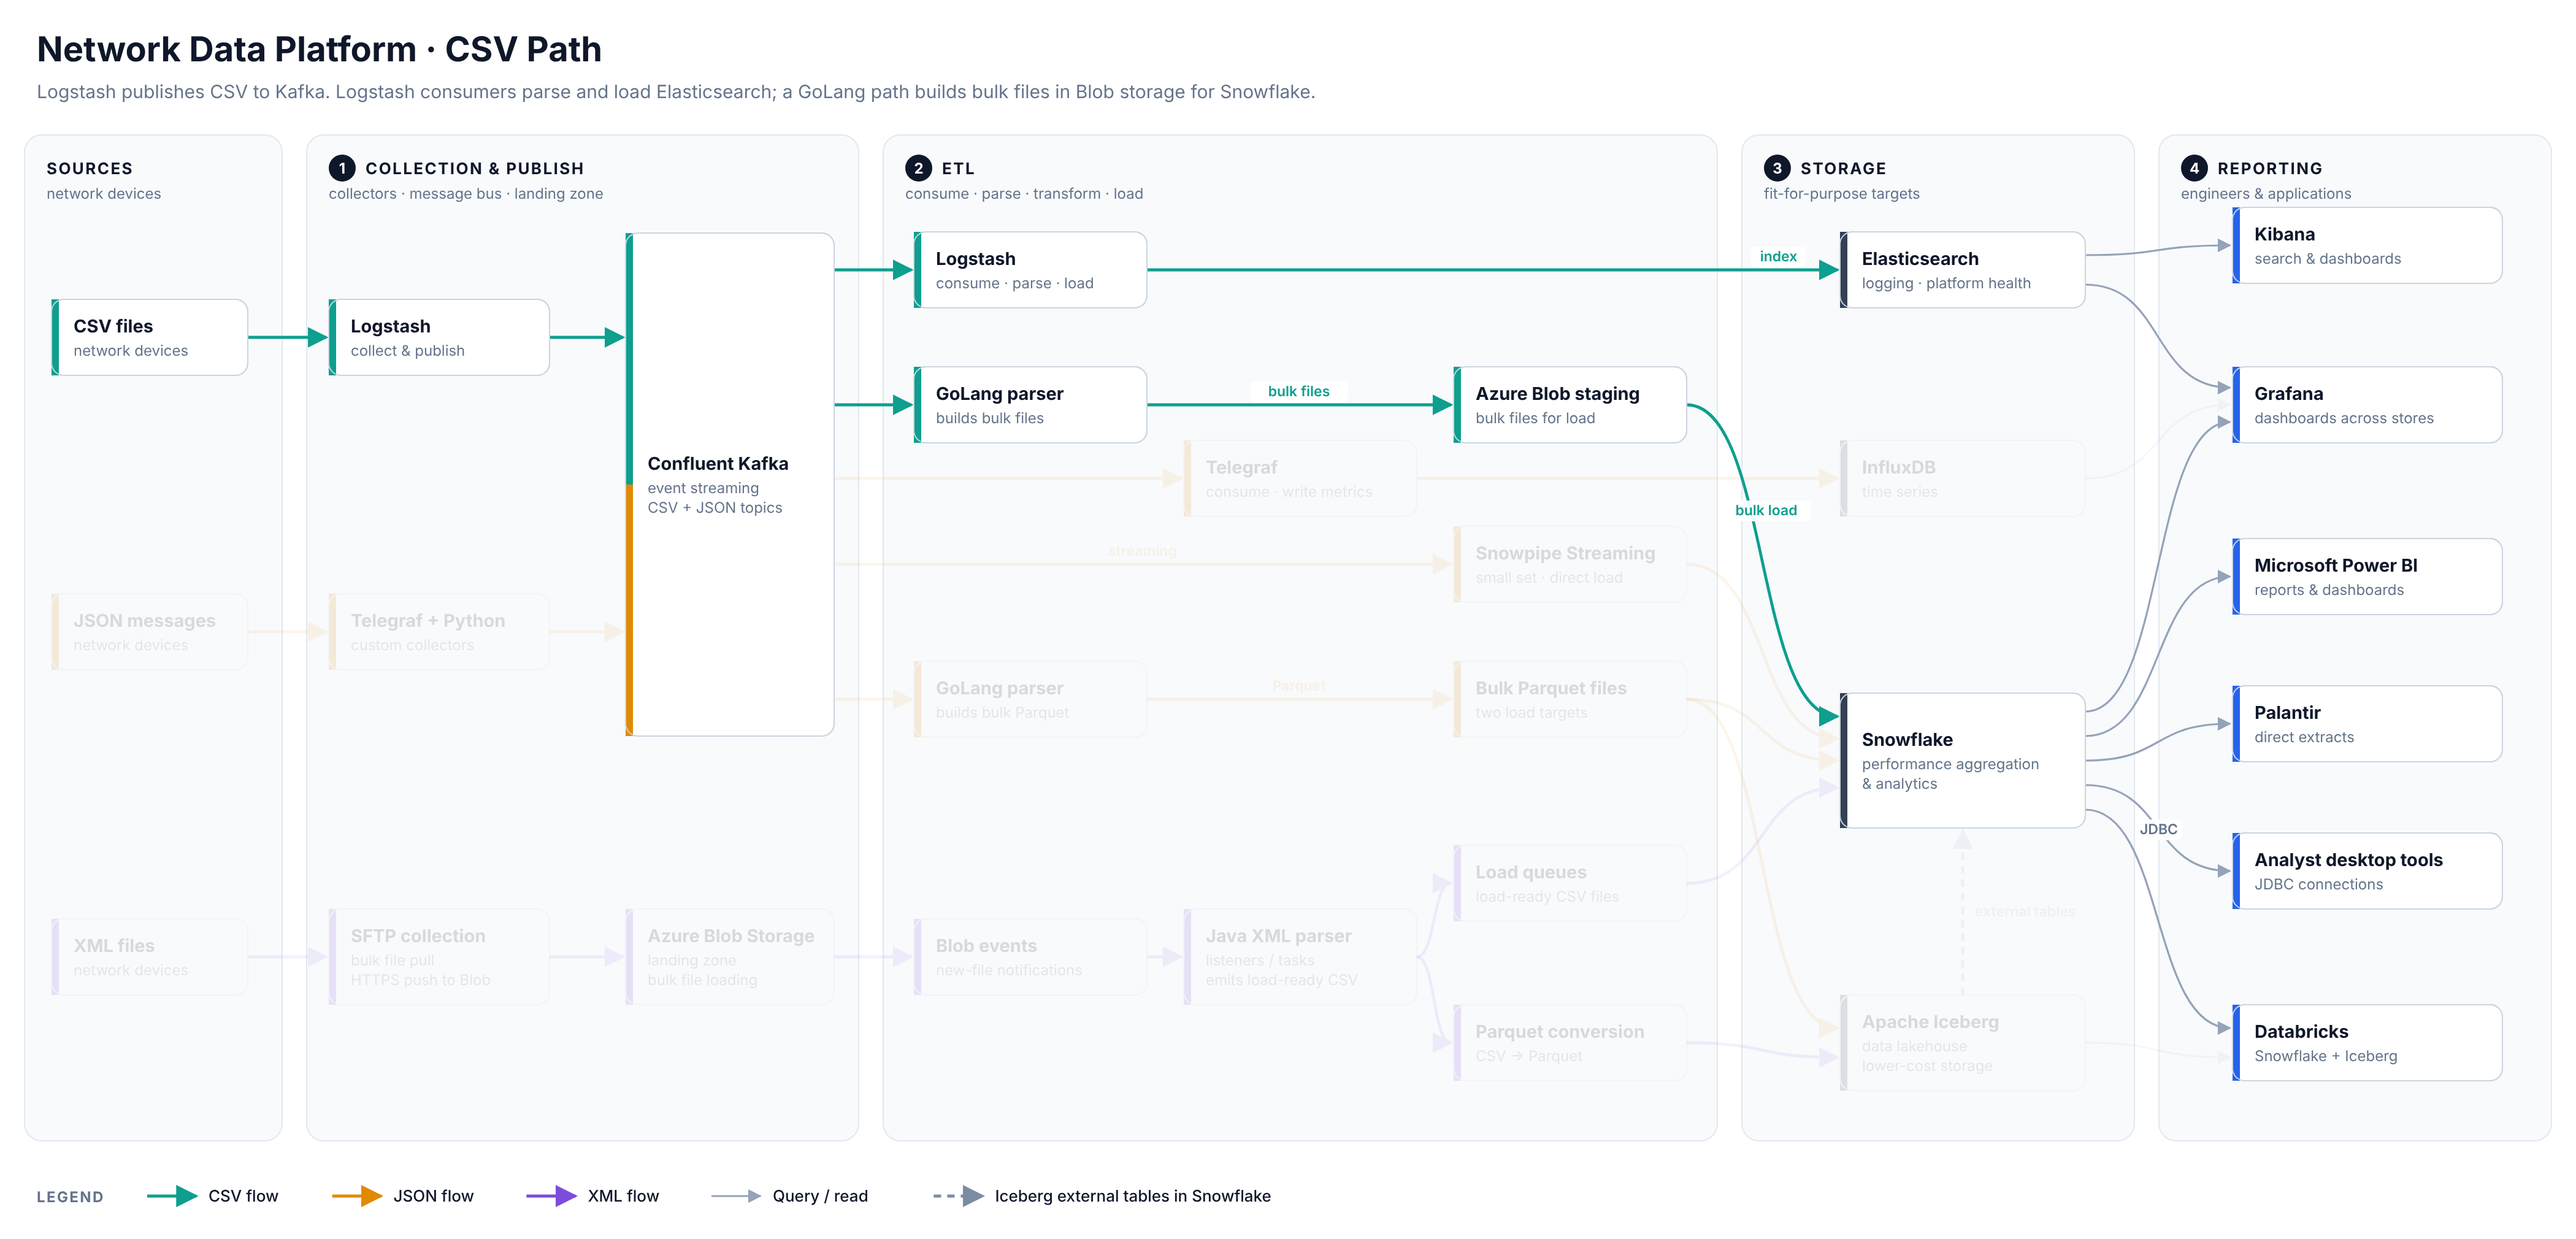 Network Data Platform · CSV Path
Logstash publishes CSV to Kafka. Logstash consumers parse and load Elasticsearch; a GoLang path builds bulk files in Blob storage for Snowflake.
SOURCES
network devices
CSV files
network devices
JSON messages
network devices
XML files
network devices
1 COLLECTION & PUBLISH
collectors · message bus · landing zone
Logstash
collect & publish
Telegraf + Python
custom collectors
SFTP collection
bulk file pull
HTTPS push to Blob
Confluent Kafka
event streaming
CSV + JSON topics
Azure Blob Storage
landing zone
bulk file loading
2 ETL
consume · parse · transform · load
Logstash
consume · parse · load
GoLang parser
builds bulk files
bulk files
Azure Blob staging
bulk files for load
Telegraf
consume · write metrics
streaming
Snowpipe Streaming
small set · direct load
GoLang parser
builds bulk Parquet
Parquet
Bulk Parquet files
two load targets
Blob events
new-file notifications
Java XML parser
listeners / tasks
emits load-ready CSV
Load queues
load-ready CSV files
Parquet conversion
CSV → Parquet
3 STORAGE
fit-for-purpose targets
index
Elasticsearch
logging · platform health
InfluxDB
time series
bulk load
Snowflake
performance aggregation
& analytics
external tables
Apache Iceberg
data lakehouse
lower-cost storage
4 REPORTING
engineers & applications
Kibana
search & dashboards
Grafana
dashboards across stores
Microsoft Power BI
reports & dashboards
Palantir
direct extracts
JDBC
Analyst desktop tools
JDBC connections
Databricks
Snowflake + Iceberg
LEGEND
CSV flow
JSON flow
XML flow
Query / read
Iceberg external tables in Snowflake